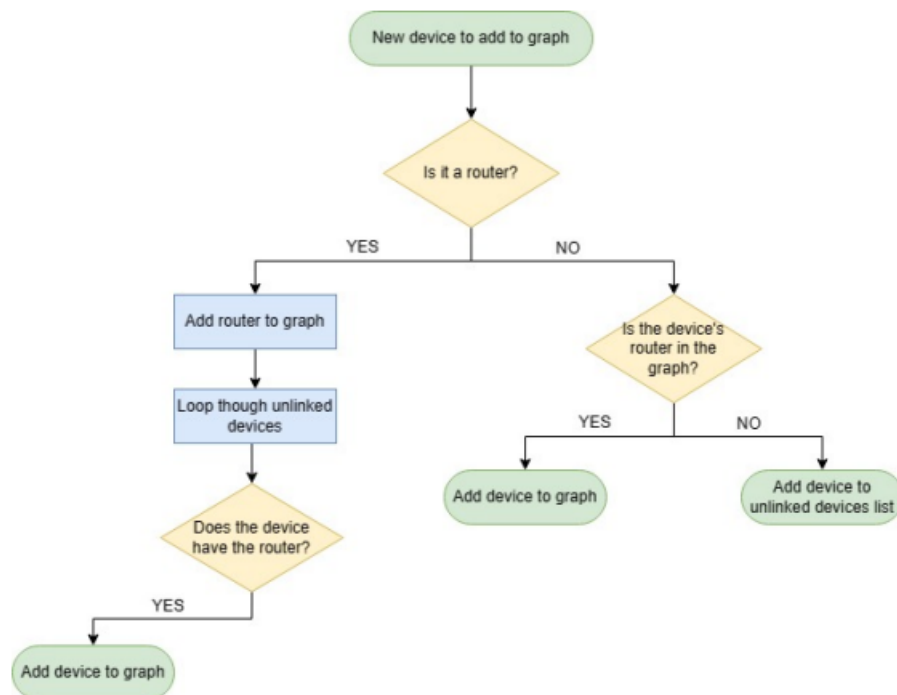 New device to add to graph
Is it a router?
YES
NO
Add router to graph
Is the device's
router in the
graph?
Loop though unlinked
devices
YES
NO
Add device to graph
Add device to
unlinked devices list
Does the device
have the router?
YES
Add device to graph